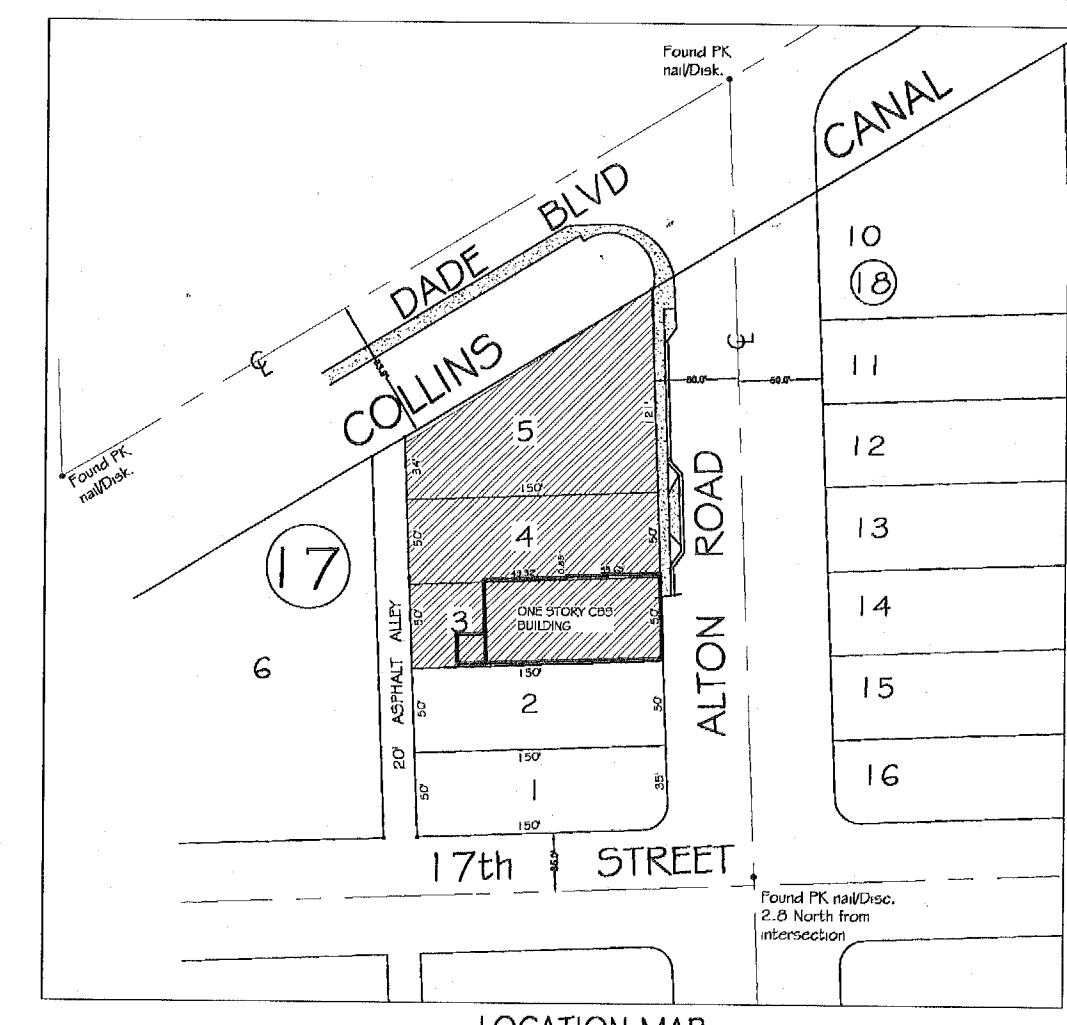 Found PK
nail/Disk.
CANAL
DADE BLVD
COLLINS
10
18
℄
℄
11
60.0'
60.0'
121'
5
12
34'
150'
Found PK
nail/Disk.
ALTON ROAD
13
4
50'
50'
17
14
3
ONE STORY CBS
BUILDING
50'
50'
20' ASPHALT ALLEY
6
150'
2
50'
50'
15
150'
1
50'
35'
16
150'
17th STREET
Found PK nail/Disc.
2.8 North from
intersection
LOCATION MAP